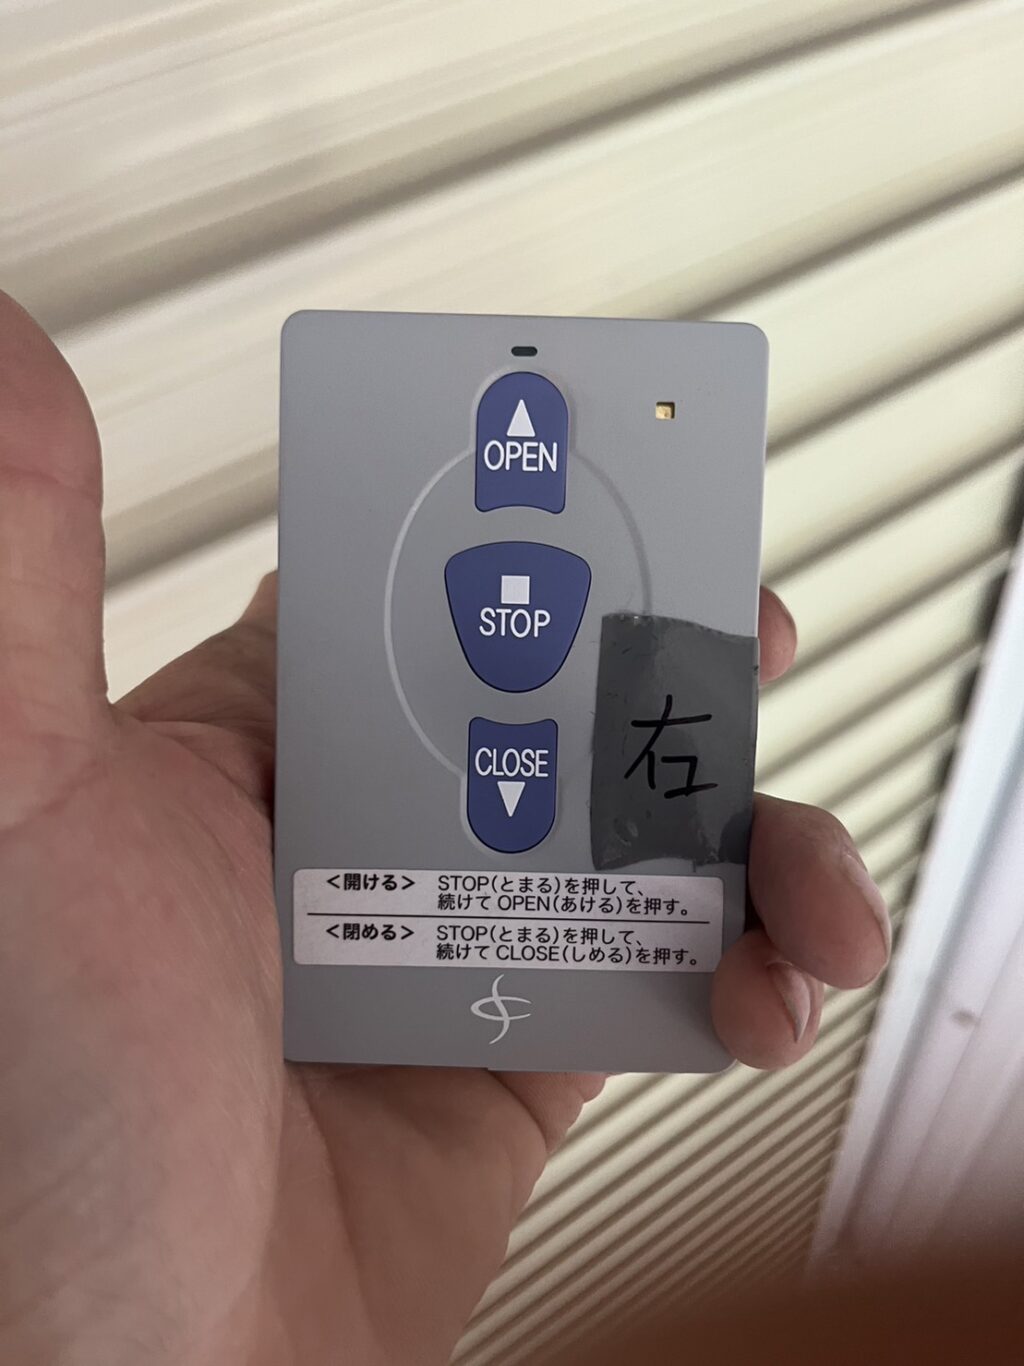 OPEN
STOP
右
CLOSE
＜開ける＞ STOP(とまる)を押して、
続けて OPEN(あける)を押す。
＜閉める＞ STOP(とまる)を押して、
続けて CLOSE(しめる)を押す。